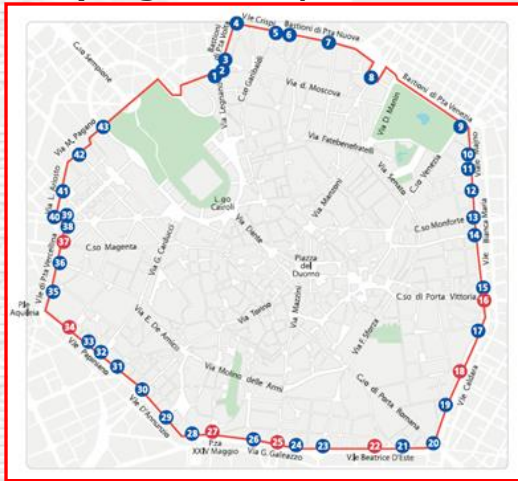 4
V.le Crispi
5
6
Bastioni di P.ta Nuova
7
Bastioni
di P.ta Volta
3
2
1
8
Bastioni di P.ta Venezia
C.so Sempione
Via Legnano
C.so Garibaldi
Via d. Moscova
Via D. Manin
9
43
Via M. Pagano
42
Via Fatebenefratelli
Via Senato
C.so Venezia
10
11
Viale Majno
41
Via L. Ariosto
12
40
39
38
L.go
Cairoli
Via Manzoni
C.so Monforte
13
14
V.le Bianca Maria
37
36
C.so Magenta
Via G. Carducci
Via Dante
Piazza
del
Duomo
V.le di P.ta Vercellina
35
P.le
Aquileia
15
16
C.so di Porta Vittoria
34
33
32
31
V.le Papiniano
Via E. De Amicis
Via Torino
Via Mazzini
Via F. Sforza
17
18
V.le Caldara
Via Molino delle Armi
C.so di Porta Romana
30
29
V.le D'Annunzio
19
28
27
P.za
XXIV Maggio
26
Via G. Galeazzo
25
24
23
22
V.le Beatrice D'Este
21
20